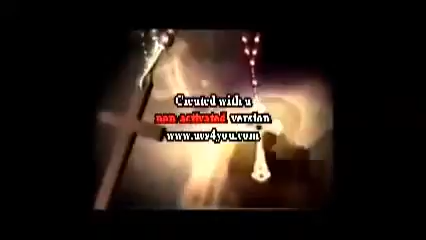 Created with a
non-activated version
www.avs4you.com